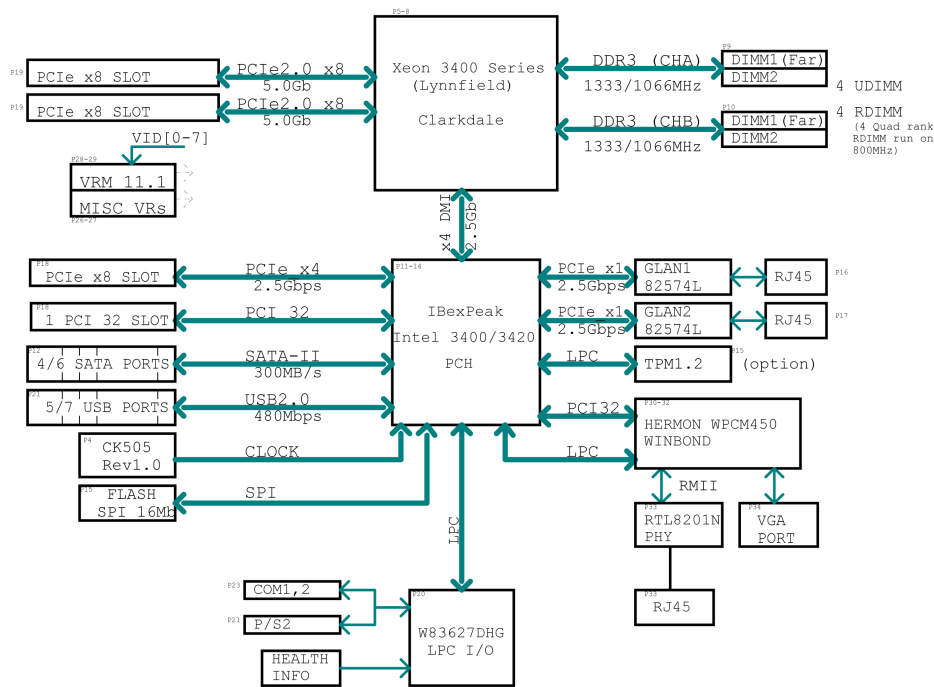 P5-8
Xeon 3400 Series
(Lynnfield)
Clarkdale
P19
PCIe x8 SLOT
PCIe2.0 x8
5.0Gb
P19
PCIe x8 SLOT
PCIe2.0 x8
5.0Gb
DDR3 (CHA)
1333/1066MHz
P9
DIMM1(Far)
DIMM2
4 UDIMM
DDR3 (CHB)
1333/1066MHz
P10
DIMM1(Far)
DIMM2
4 RDIMM
(4 Quad rank
RDIMM run on
800MHz)
VID[0-7]
P28-29
VRM 11.1
MISC VRs
P26-27
x4 DMI
2.5Gb
P11-14
IBexPeak
Intel 3400/3420
PCH
P18
PCIe x8 SLOT
PCIe x4
2.5Gbps
P18
1 PCI 32 SLOT
PCI 32
P12
4/6 SATA PORTS
SATA-II
300MB/s
P21
5/7 USB PORTS
USB2.0
480Mbps
P4
CK505
Rev1.0
CLOCK
P15
FLASH
SPI 16Mb
SPI
PCIe x1
2.5Gbps
GLAN1
82574L
RJ45
P16
PCIe x1
2.5Gbps
GLAN2
82574L
RJ45
P17
LPC
TPM1.2
P15
(option)
PCI32
LPC
P30-32
HERMON WPCM450
WINBOND
RMII
P33
RTL8201N
PHY
P34
VGA
PORT
P33
RJ45
LPC
P23
COM1,2
P21
P/S2
HEALTH
INFO
P20
W83627DHG
LPC I/O